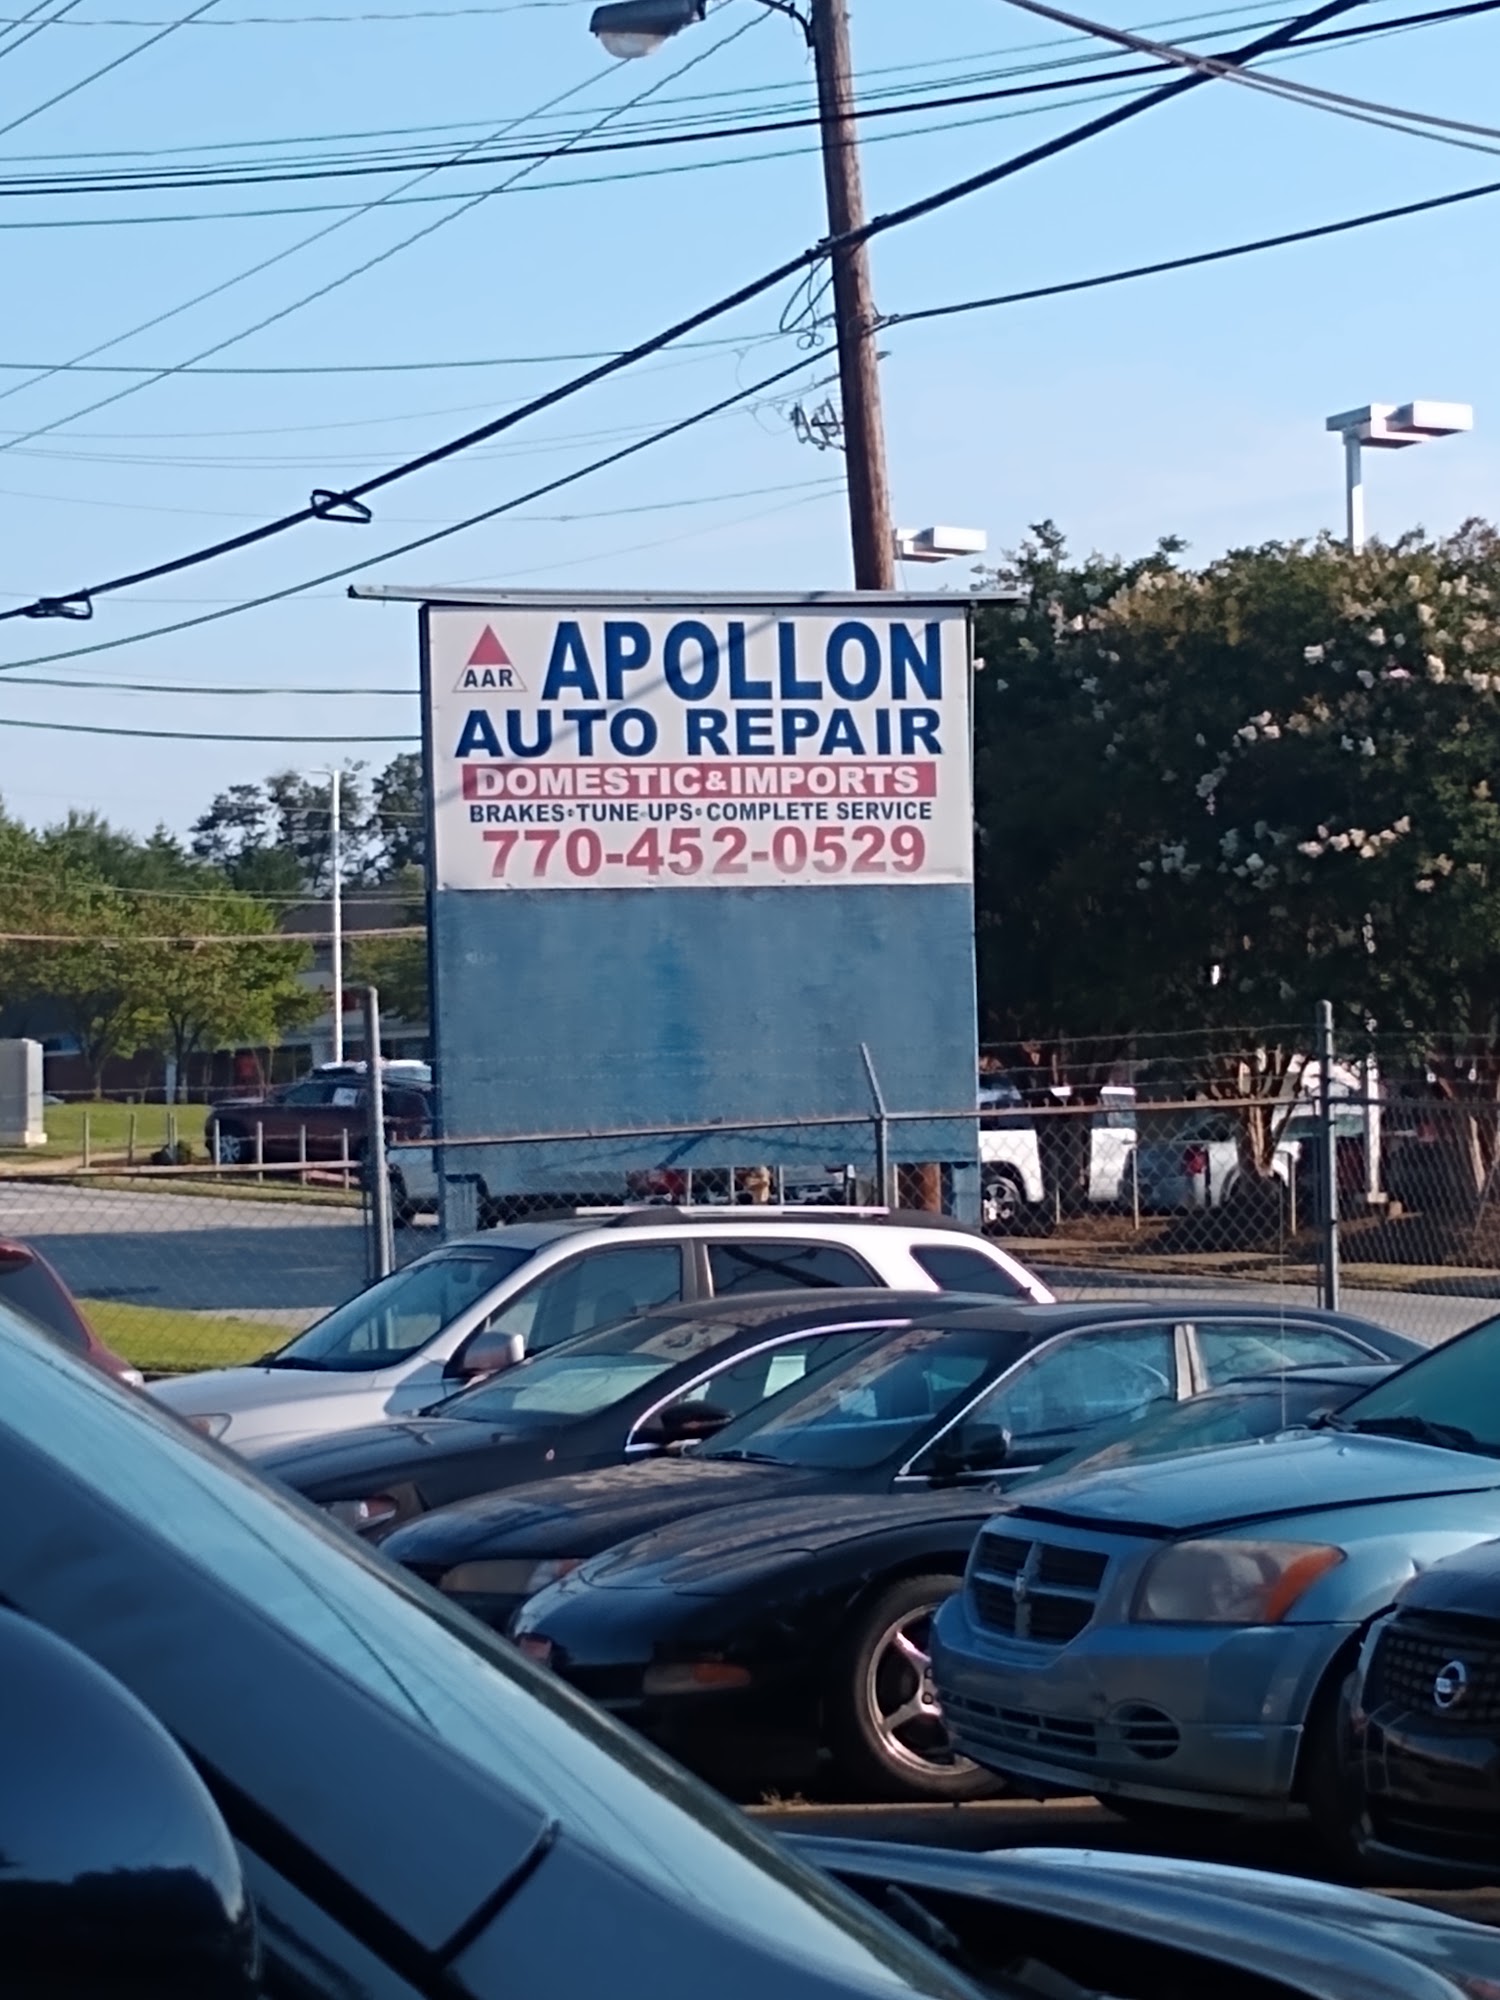 AAR
APOLLON
AUTO REPAIR
DOMESTIC&IMPORTS
BRAKES•TUNE-UPS•COMPLETE SERVICE
770-452-0529